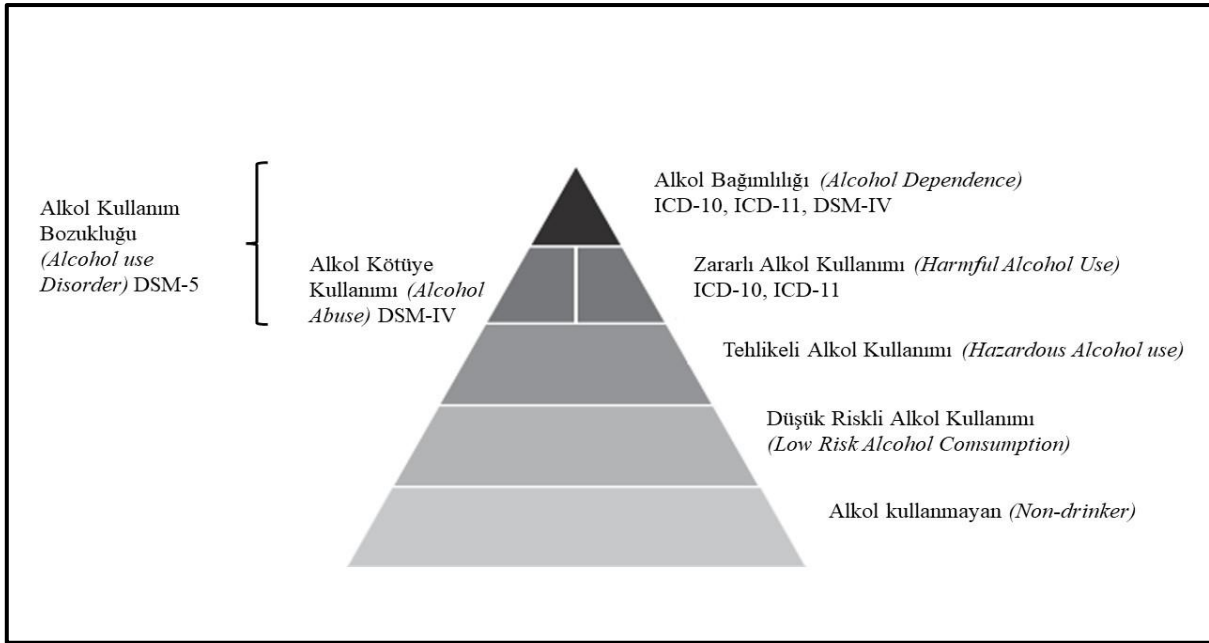 Alkol Kullanım
Bozukluğu
(Alcohol use
Disorder) DSM-5
Alkol Kötüye
Kullanımı (Alcohol
Abuse) DSM-IV
Alkol Bağımlılığı (Alcohol Dependence)
ICD-10, ICD-11, DSM-IV
Zararlı Alkol Kullanımı (Harmful Alcohol Use)
ICD-10, ICD-11
Tehlikeli Alkol Kullanımı (Hazardous Alcohol use)
Düşük Riskli Alkol Kullanımı
(Low Risk Alcohol Comsumption)
Alkol kullanmayan (Non-drinker)